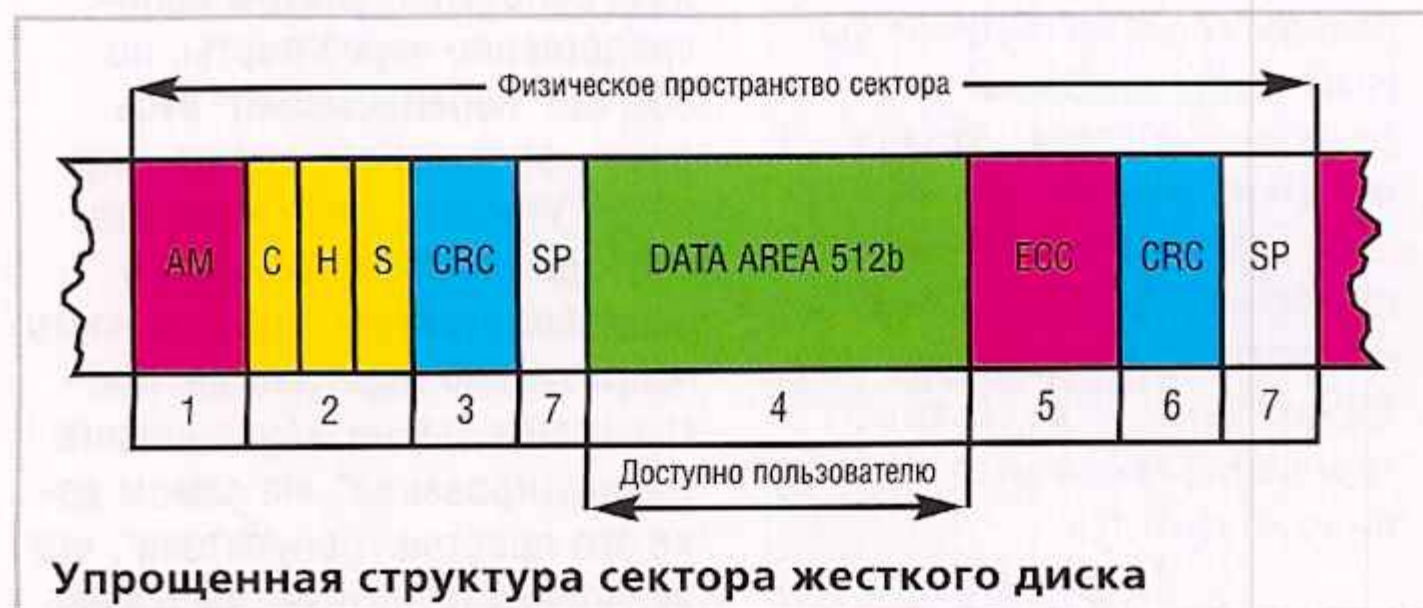 Физическое пространство сектора
AM C H S CRC SP DATA AREA 512b ECC CRC SP
1 2 3 7 4 5 6 7
Доступно пользователю
Упрощенная структура сектора жесткого диска